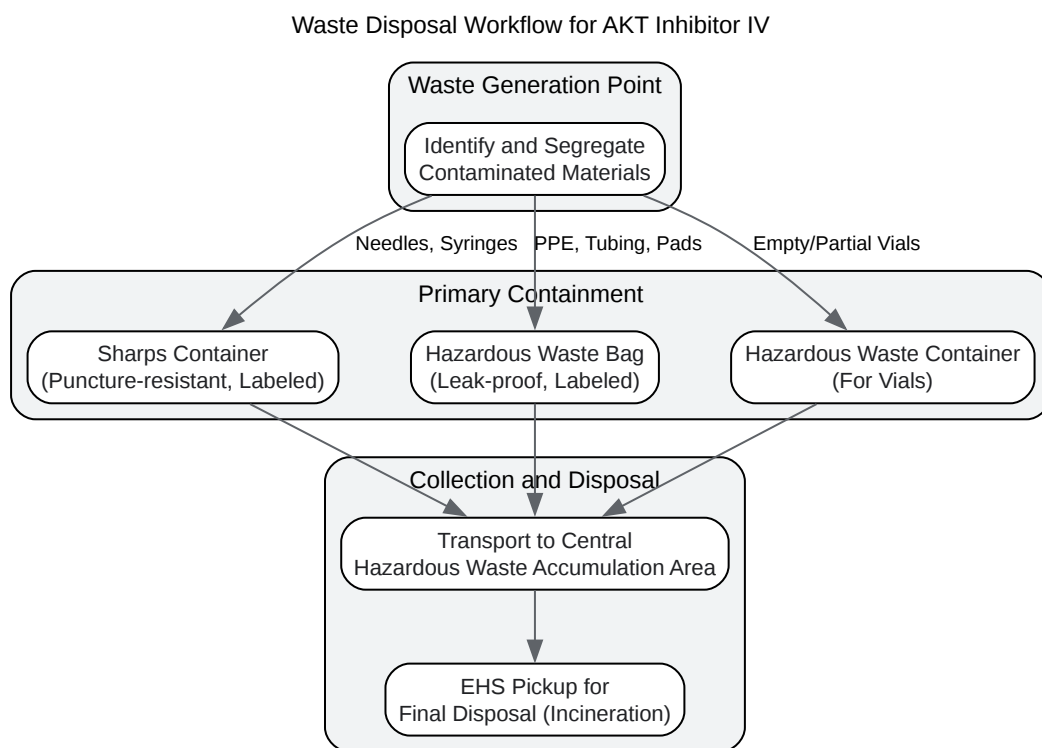 Waste Disposal Workflow for AKT Inhibitor IV
Waste Generation Point
Identify and Segregate
Contaminated Materials
Needles, Syringes
PPE, Tubing, Pads
Empty/Partial Vials
Primary Containment
Sharps Container
(Puncture-resistant, Labeled)
Hazardous Waste Bag
(Leak-proof, Labeled)
Hazardous Waste Container
(For Vials)
Collection and Disposal
Transport to Central
Hazardous Waste Accumulation Area
EHS Pickup for
Final Disposal (Incineration)